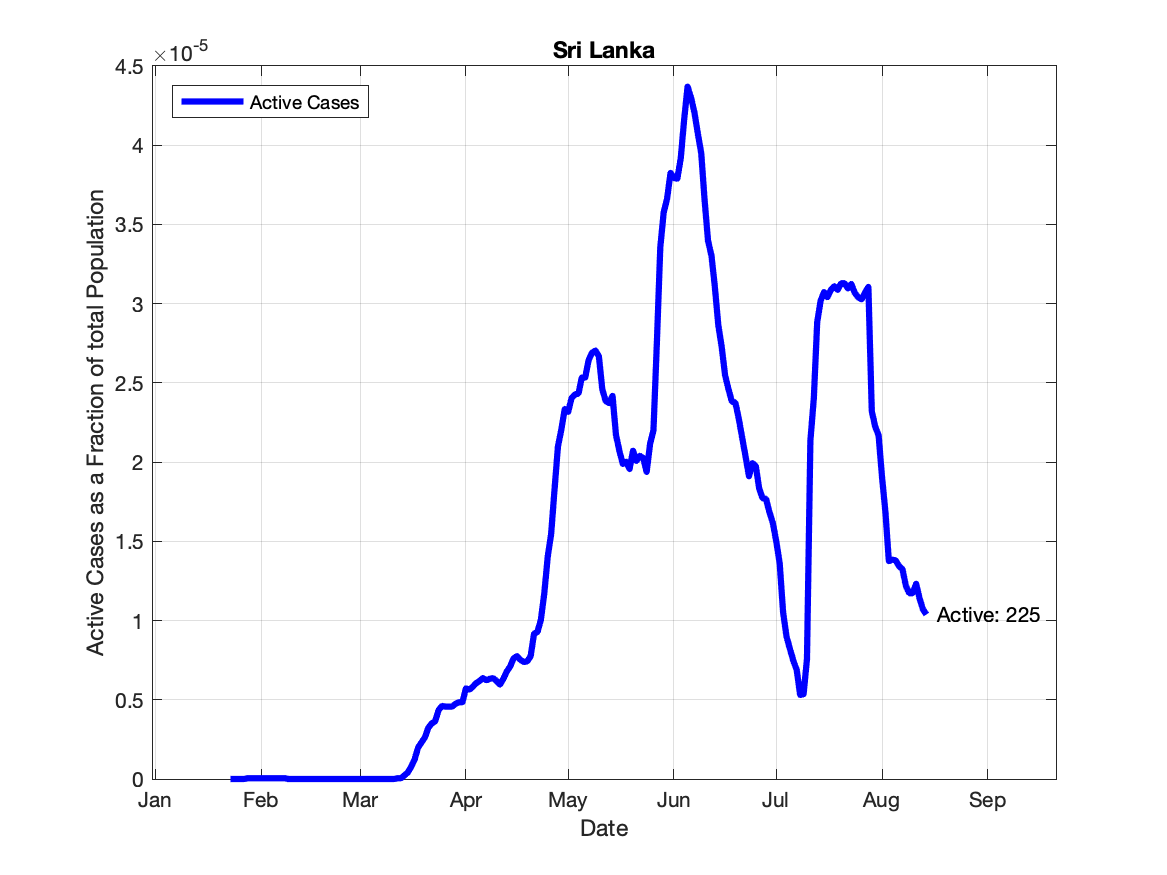 Sri Lanka
×10-5
Active Cases
4.5
4
3.5
3
2.5
2
1.5
1
0.5
0
Active Cases as a Fraction of total Population
Active: 225
Jan Feb Mar Apr May Jun Jul Aug Sep
Date